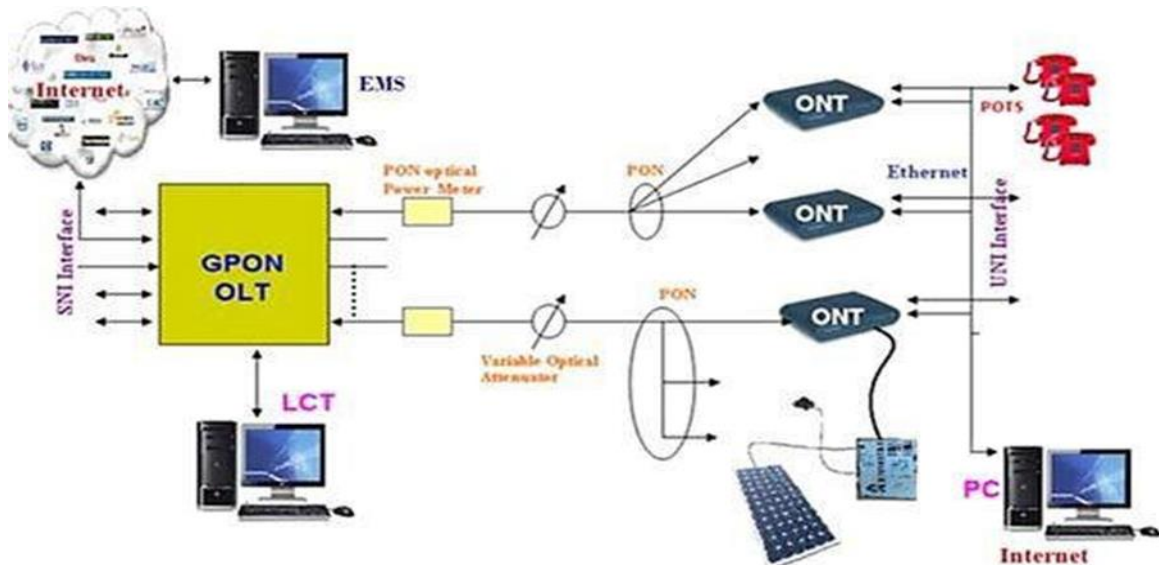 Internet
EMS
PON optical
Power Meter
PON
ONT
POTS
Ethernet
ONT
SNI Interface
GPON
OLT
UNI Interface
PON
ONT
Variable Optical
Attenuator
LCT
PC
Internet